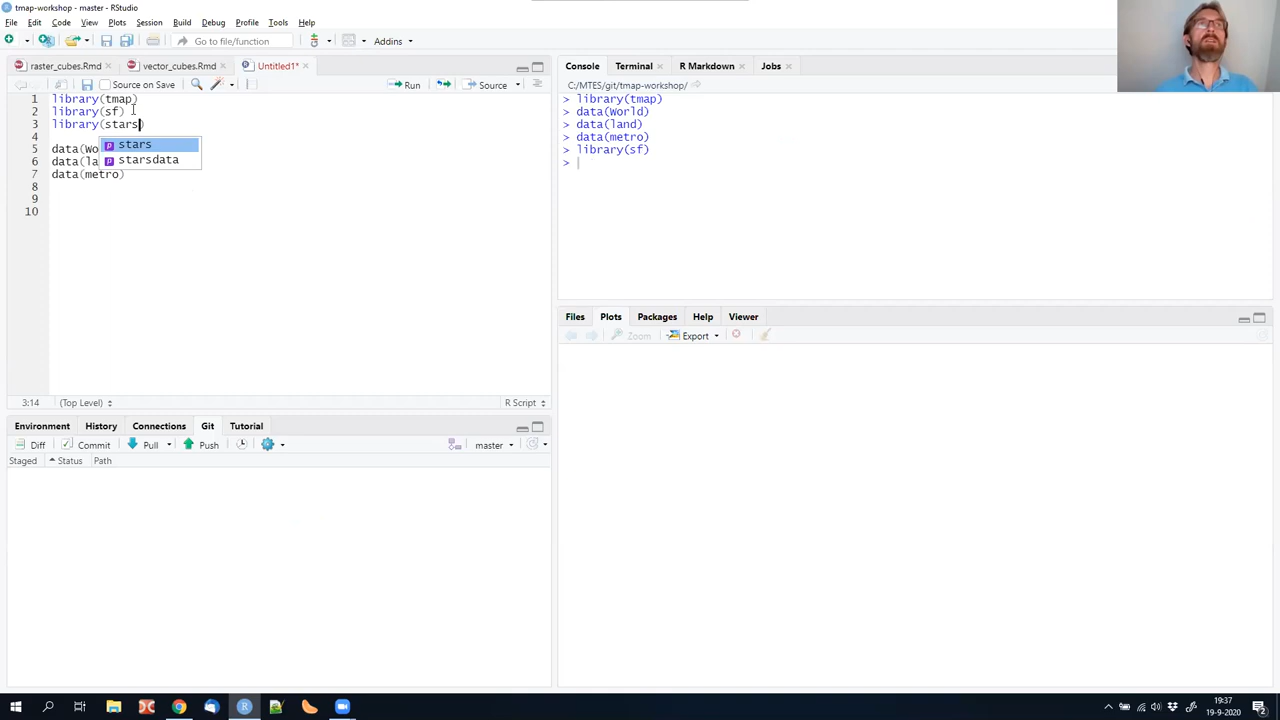 tmap-workshop - master - RStudio
File Edit Code View Plots Session Build Debug Profile Tools Help
Go to file/function Addins
raster_cubes.Rmd vector_cubes.Rmd Untitled1*
Source on Save Run Source
1 library(tmap)
2 library(sf)
3 library(stars)
4
5 data(Wo
6 data(la
7 data(metro)
8
9
10
stars
starsdata
3:14 (Top Level) R Script
Environment History Connections Git Tutorial
Diff Commit Pull Push master
Staged Status Path
Console Terminal R Markdown Jobs
C:/MTES/git/tmap-workshop/
> library(tmap)
> data(World)
> data(land)
> data(metro)
> library(sf)
>
Files Plots Packages Help Viewer
Zoom Export
19:37
19-9-2020
2